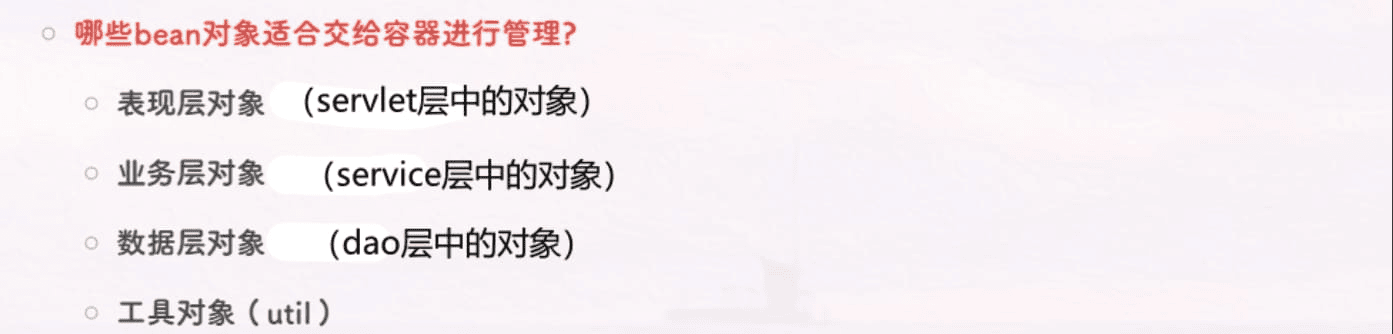 哪些bean对象适合交给容器进行管理?
表现层对象 （servlet层中的对象）
业务层对象 （service层中的对象）
数据层对象 （dao层中的对象）
工具对象（util）